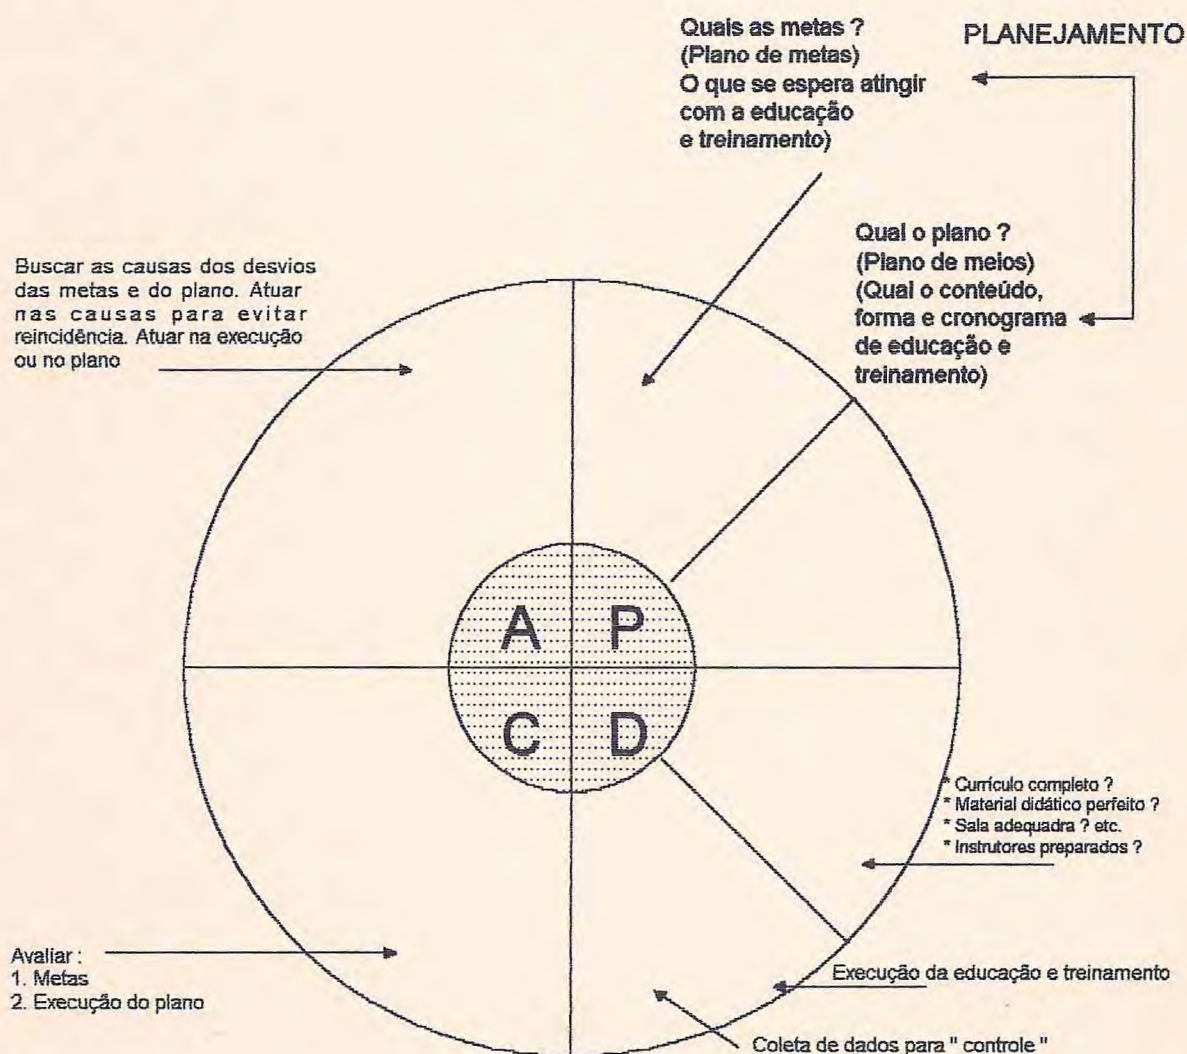 Quais as metas ?
(Plano de metas)
O que se espera atingir
com a educação
e treinamento)
PLANEJAMENTO
Qual o plano ?
(Plano de meios)
(Qual o conteúdo,
forma e cronograma
de educação e
treinamento)
Buscar as causas dos desvios
das metas e do plano. Atuar
nas causas para evitar
reincidência. Atuar na execução
ou no plano
A P
C D
* Currículo completo ?
* Material didático perfeito ?
* Sala adequadra ? etc.
* Instrutores preparados ?
Avaliar :
1. Metas
2. Execução do plano
Execução da educação e treinamento
Coleta de dados para " controle "